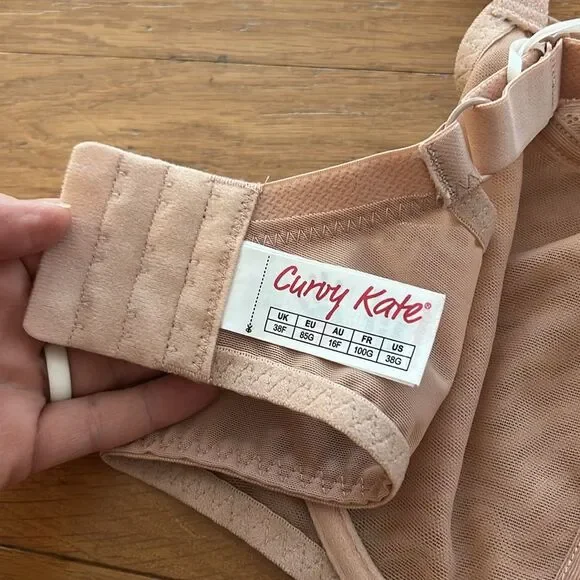 Curvy Kate®
UK EU AU FR US
38F 85G 16F 100G 38G